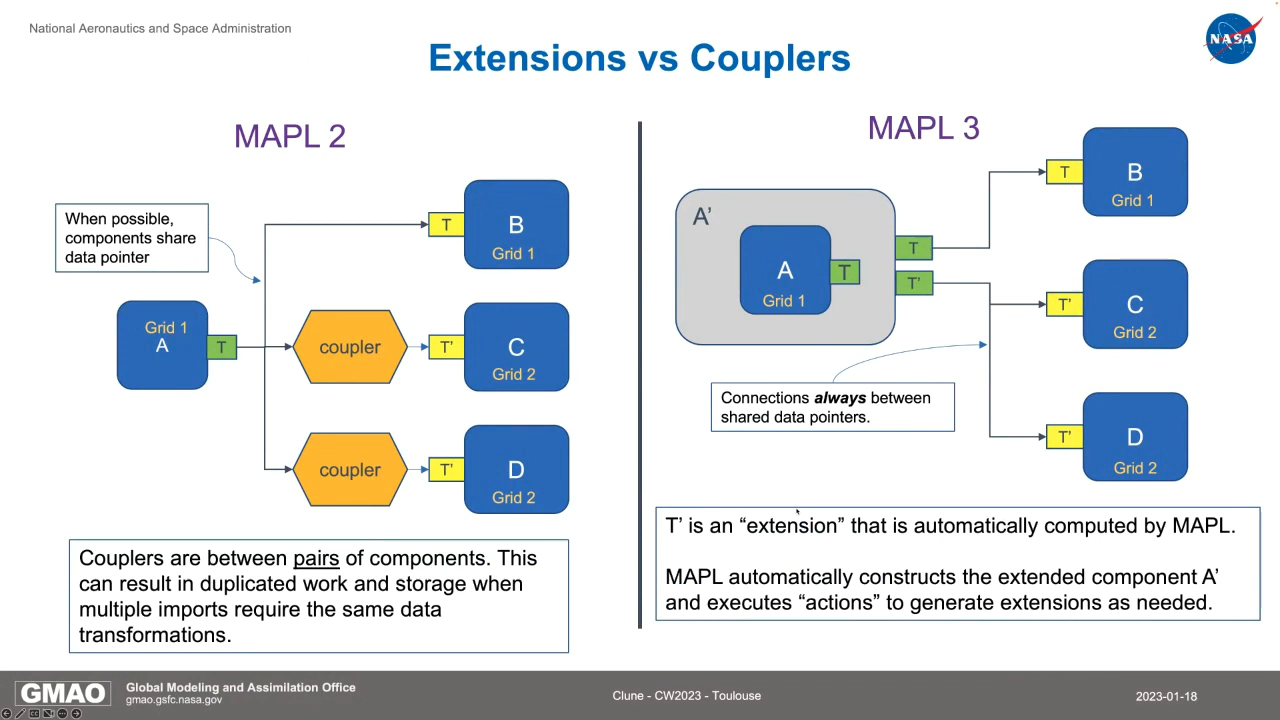 National Aeronautics and Space Administration
NASA
Extensions vs Couplers
MAPL 2
When possible,
components share
data pointer
Grid 1
A
T
coupler
coupler
T
B
Grid 1
T'
C
Grid 2
T'
D
Grid 2
Couplers are between pairs of components. This
can result in duplicated work and storage when
multiple imports require the same data
transformations.
MAPL 3
A’
A
Grid 1
T
T
T'
T
B
Grid 1
T'
C
Grid 2
T'
D
Grid 2
Connections always between
shared data pointers.
T’ is an “extension” that is automatically computed by MAPL.
MAPL automatically constructs the extended component A’
and executes “actions” to generate extensions as needed.
GMAO
Global Modeling and Assimilation Office
gmao.gsfc.nasa.gov
Clune - CW2023 - Toulouse
2023-01-18